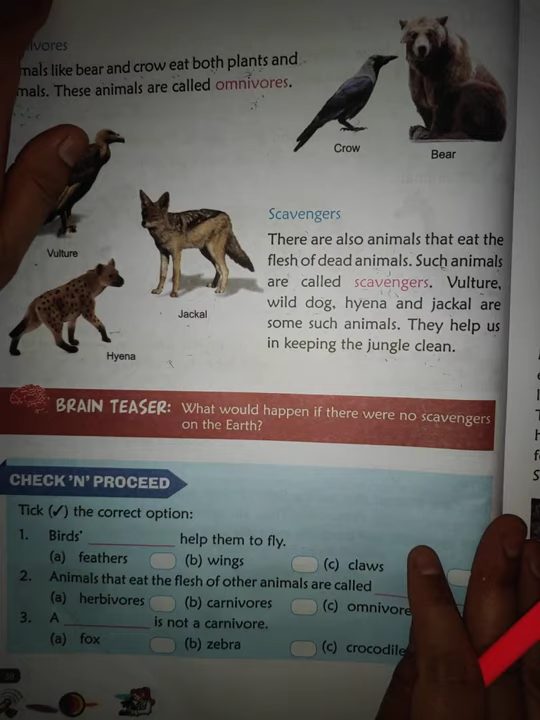 ivores
mals like bear and crow eat both plants and
mals. These animals are called omnivores.
Crow
Bear
Vulture
Jackal
Hyena
Scavengers
There are also animals that eat the
flesh of dead animals. Such animals
are called scavengers. Vulture,
wild dog, hyena and jackal are
some such animals. They help us
in keeping the jungle clean.
BRAIN TEASER: What would happen if there were no scavengers
on the Earth?
CHECK 'N' PROCEED
Tick (✓) the correct option:
1. Birds' ________ help them to fly.
(a) feathers (b) wings (c) claws
2. Animals that eat the flesh of other animals are called ____
(a) herbivores (b) carnivores (c) omnivore
3. A ________ is not a carnivore.
(a) fox (b) zebra (c) crocodile